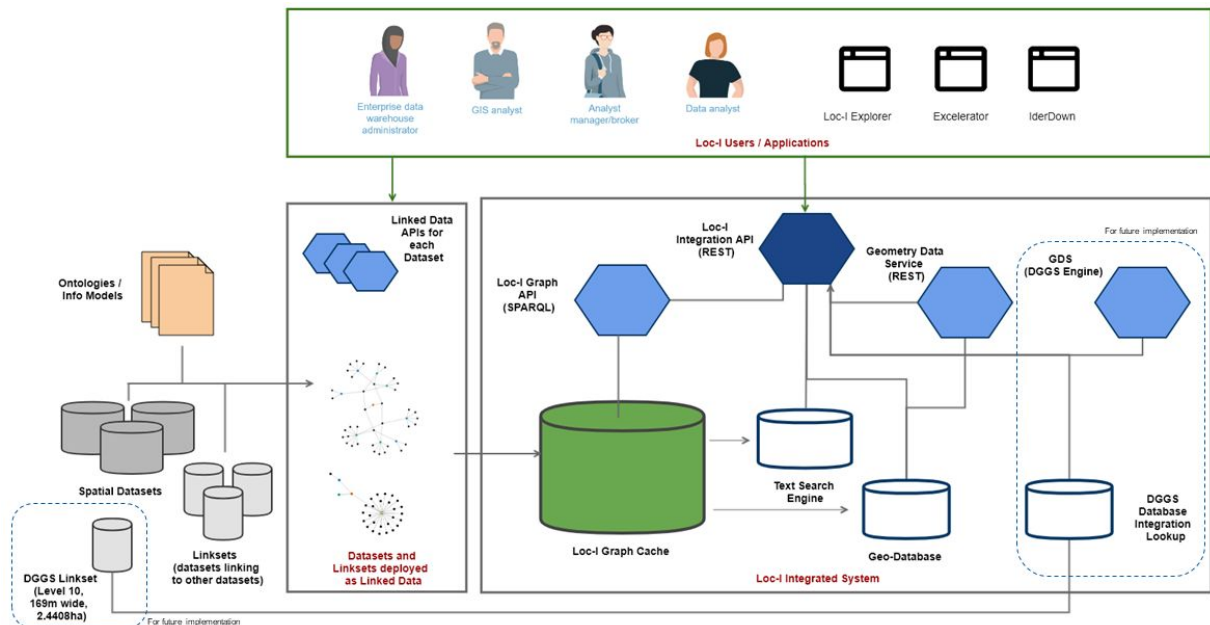 Enterprise data
warehouse
administrator
GIS analyst
Analyst
manager/broker
Data analyst
Loc-I Explorer
Excelerator
IderDown
Loc-I Users / Applications
Ontologies /
Info Models
Spatial Datasets
Linksets
(datasets linking
to other datasets)
DGGS Linkset
(Level 10,
169m wide,
2.4408ha)
For future implementation
Linked Data
APIs for
each
Dataset
Datasets and
Linksets deployed
as Linked Data
Loc-I Graph
API
(SPARQL)
Loc-I
Integration API
(REST)
Geometry Data
Service
(REST)
For future implementation
GDS
(DGGS Engine)
Loc-I Graph Cache
Text Search
Engine
Geo-Database
DGGS
Database
Integration
Lookup
Loc-I Integrated System